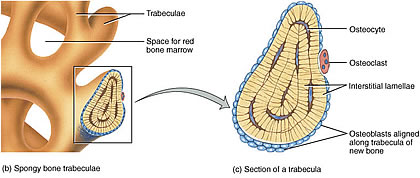 Trabeculae
Space for red
bone marrow
(b) Spongy bone trabeculae
Osteocyte
Osteoclast
Interstitial lamellae
Osteoblasts aligned
along trabecula of
new bone
(c) Section of a trabecula